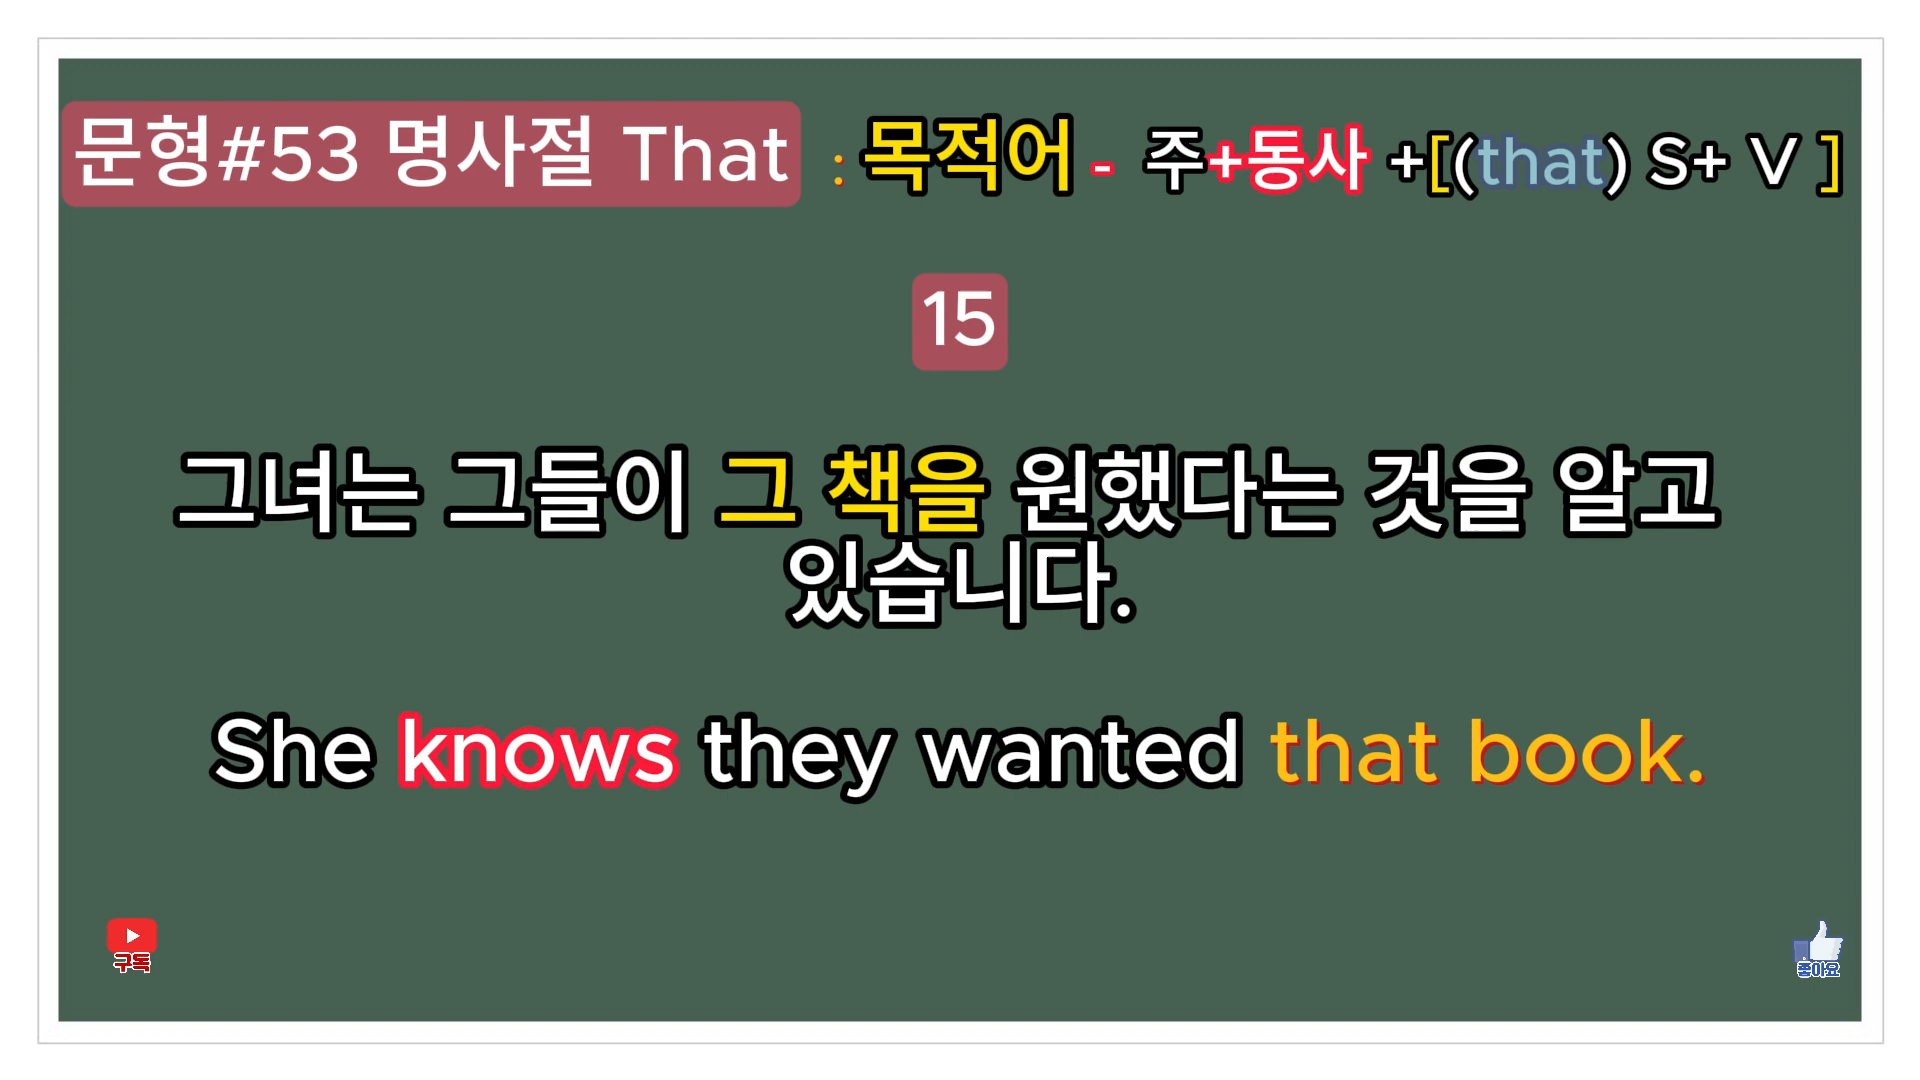 문형#53 명사절 That : 목적어 - 주+동사 +[(that) S+ V ]
15
그녀는 그들이 그 책을 원했다는 것을 알고
있습니다.
She knows they wanted that book.
구독
좋아요